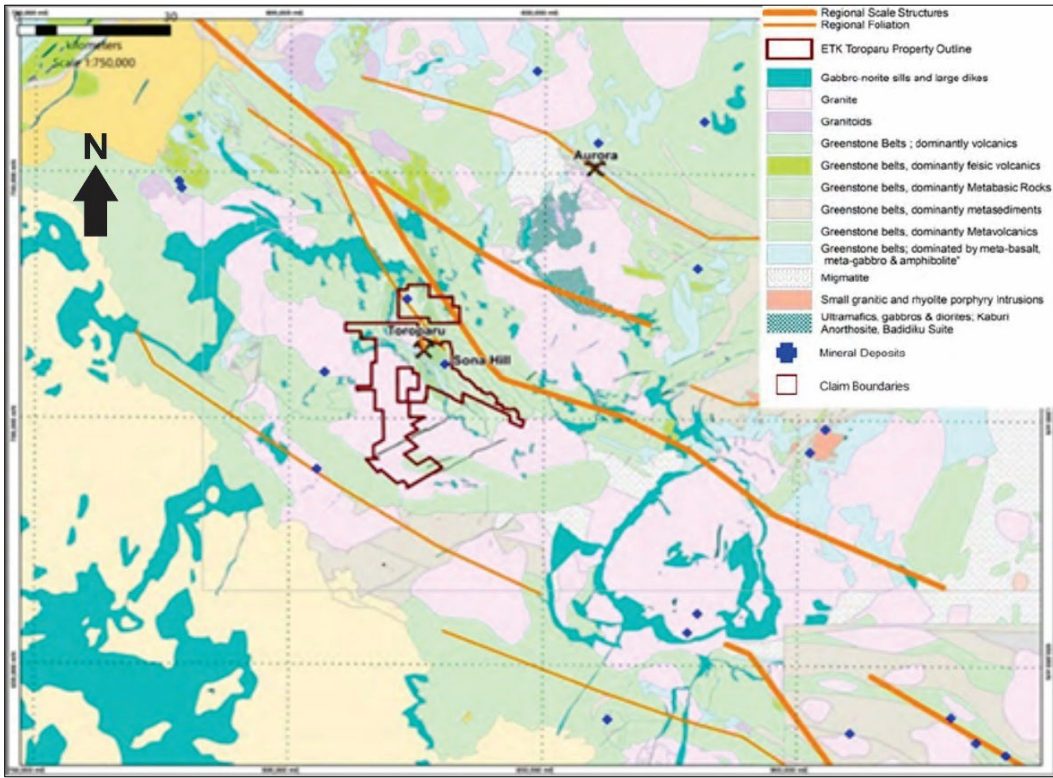 30
kilometers
Scale 1:750,000
N
Aurora
Toroparu
Sona Hill
Regional Scale Structures
Regional Foliation
ETK Toroparu Property Outline
Gabbro-norite sills and large dikes
Granite
Granitoids
Greenstone Belts ; dominantly volcanics
Greenstone belts, dominantly felsic volcanics
Greenstone belts, dominantly Metabasic Rocks
Greenstone belts, dominantly metasediments
Greenstone belts, dominantly Metavolcanics
Greenstone belts; dominated by meta-basalt,
meta-gabbro & amphibolite"
Migmatite
Small granitic and rhyolite porphyry Intrusions
Ultramafics, gabbros & diorites; Kaburi
Anorthosite, Badidiku Suite
Mineral Deposits
Claim Boundaries